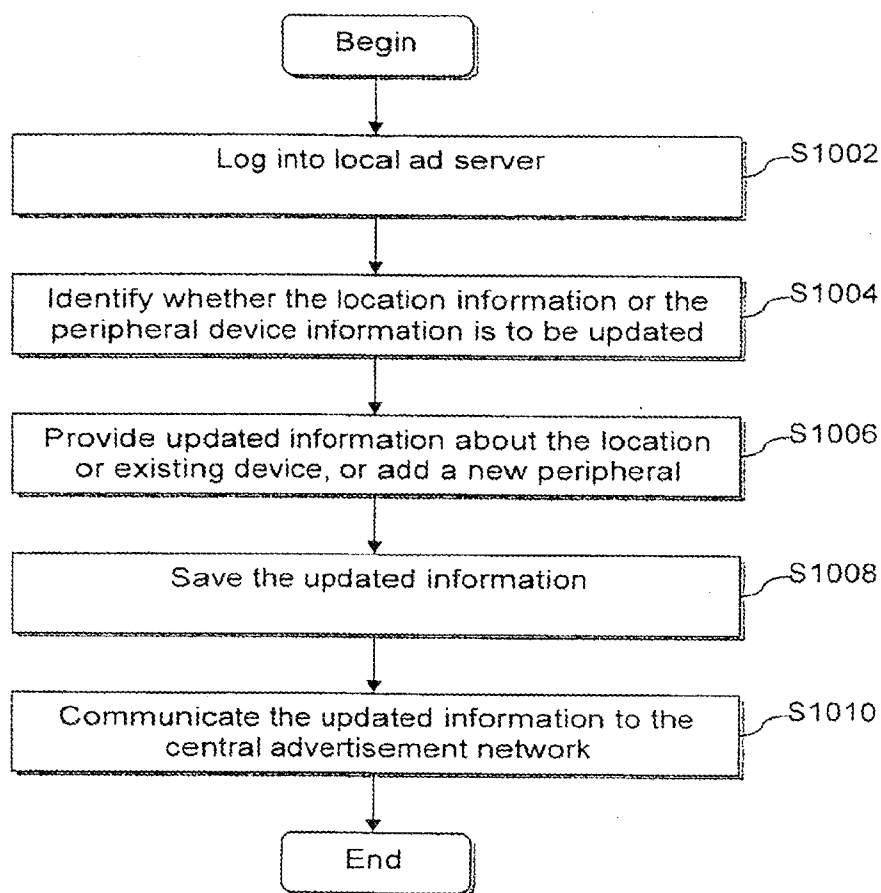 Begin
Log into local ad server
S1002
Identify whether the location information or the
peripheral device information is to be updated
S1004
Provide updated information about the location
or existing device, or add a new peripheral
S1006
Save the updated information
S1008
Communicate the updated information to the
central advertisement network
S1010
End